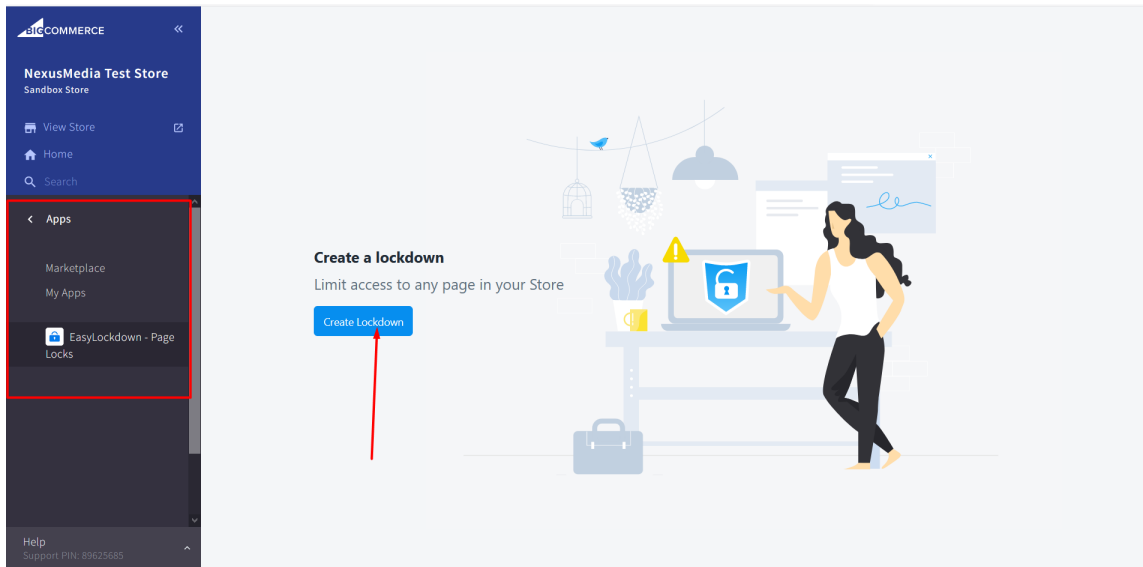 BIGCOMMERCE
NexusMedia Test Store
Sandbox Store
View Store
Home
Search
Apps
Marketplace
My Apps
EasyLockdown - Page
Locks
Help
Support PIN: 89625685
Create a lockdown
Limit access to any page in your Store
Create Lockdown